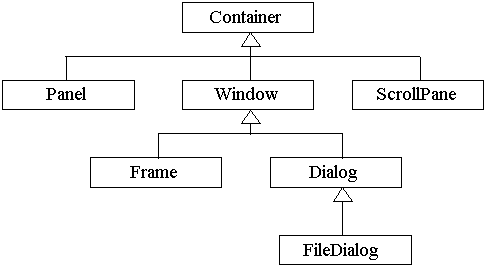 Container
Panel
Window
ScrollPane
Frame
Dialog
FileDialog